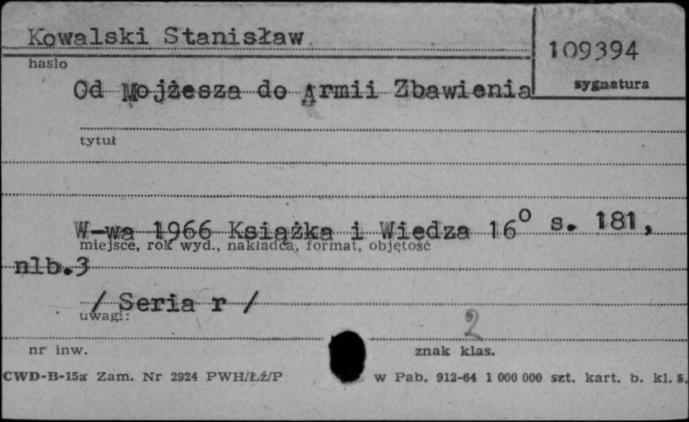 Kowalski Stanisław
109394
hasło
sygnatura
Od Mojżesza do Armii Zbawienia
tytuł
W-wa 1966 Książka i Wiedza 16⁰ s. 181,
miejsce, rok wyd., nakładca, format, objętość
nlb.3
/ Seria r /
uwagi:
2
nr inw.
znak klas.
CWD-B-15a Zam. Nr 2924 PWH/Łź/P w Pab. 912-64 1 000 000 szt. kart. b. kl. 5.